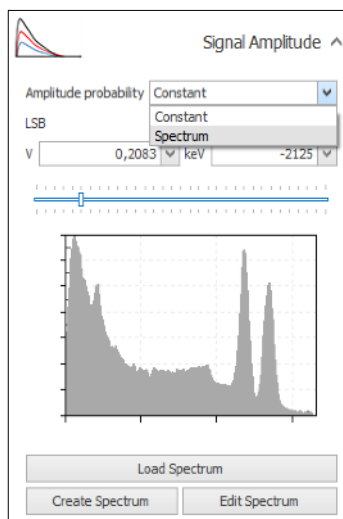 Signal Amplitude
Amplitude probability Constant
Constant
LSB
Spectrum
V 0,2083 keV -2125
Load Spectrum
Create Spectrum Edit Spectrum